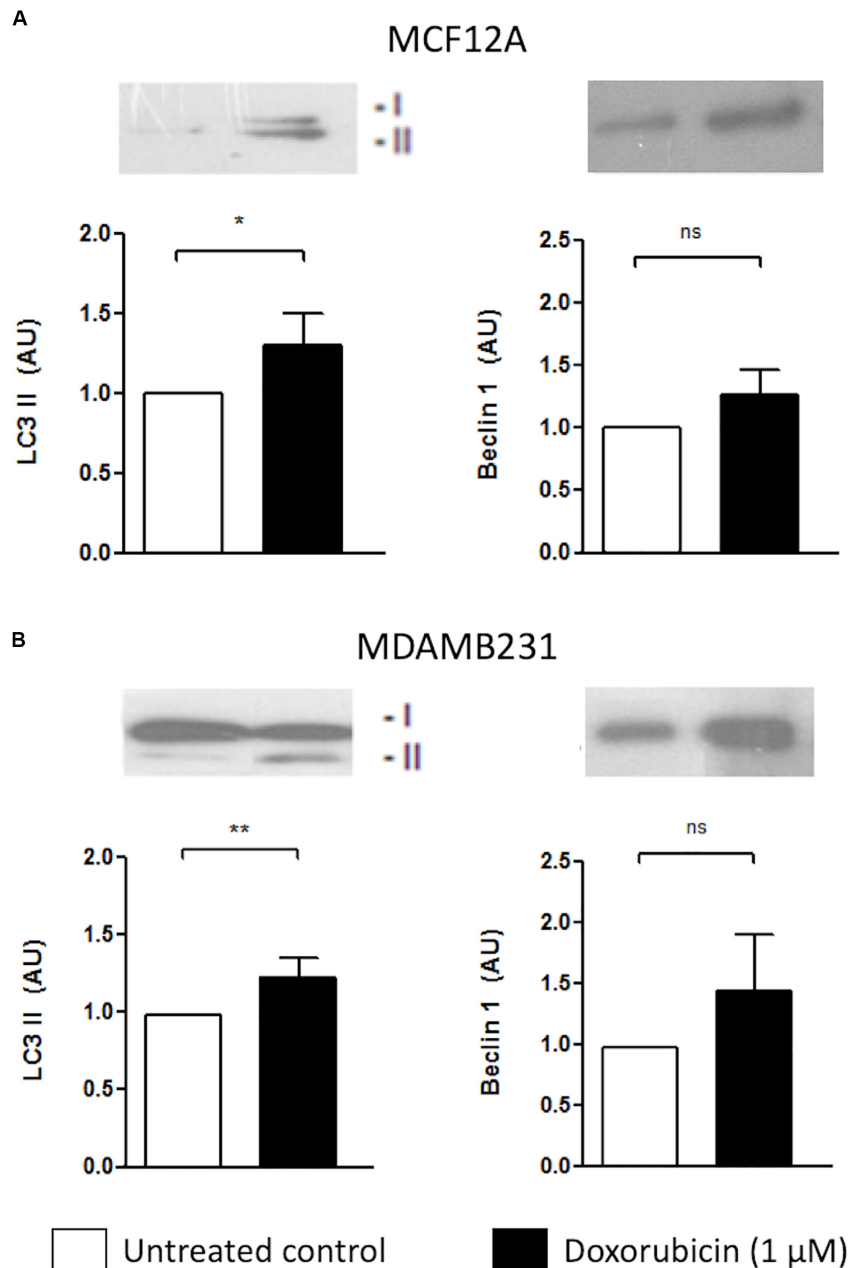 A
MCF12A
- I
- II
*
2.0
1.5
1.0
0.5
0.0
LC3 II (AU)
ns
2.5
2.0
1.5
1.0
0.5
0.0
Beclin 1 (AU)
B
MDAMB231
- I
- II
**
2.0
1.5
1.0
0.5
0.0
LC3 II (AU)
ns
2.5
2.0
1.5
1.0
0.5
0.0
Beclin 1 (AU)
Untreated control
Doxorubicin (1 µM)